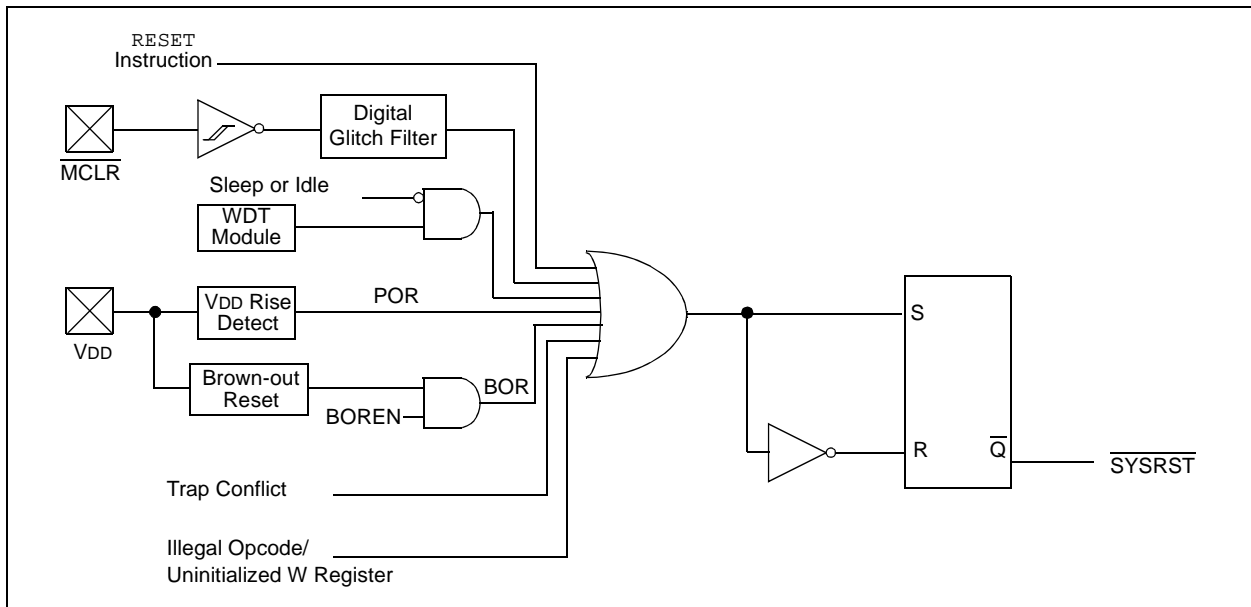 RESET
Instruction
Digital
Glitch Filter
MCLR
Sleep or Idle
WDT
Module
VDD
VDD Rise
Detect
POR
Brown-out
Reset
BOREN
BOR
Trap Conflict
Illegal Opcode/
Uninitialized W Register
S
R
Q
SYSRST